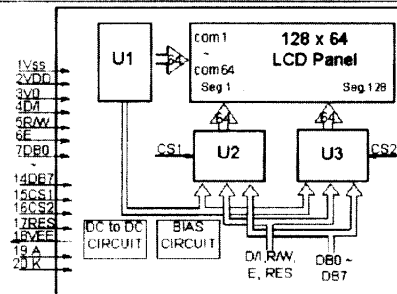 1Vss
2VDD
3V0
4D/I
5R/W
6E
7DB0
~
14DB7
15CS1
16CS2
17RES
18VEE
19 A
20 K
U1
64
com1
~
com64
Seg.1
128 x 64
LCD Panel
Seg.128
64
64
CS1
U2
U3
CS2
DC to DC
CIRCUIT
BIAS
CIRCUIT
D/I,R/W,
E, RES
DB0 ~
DB7